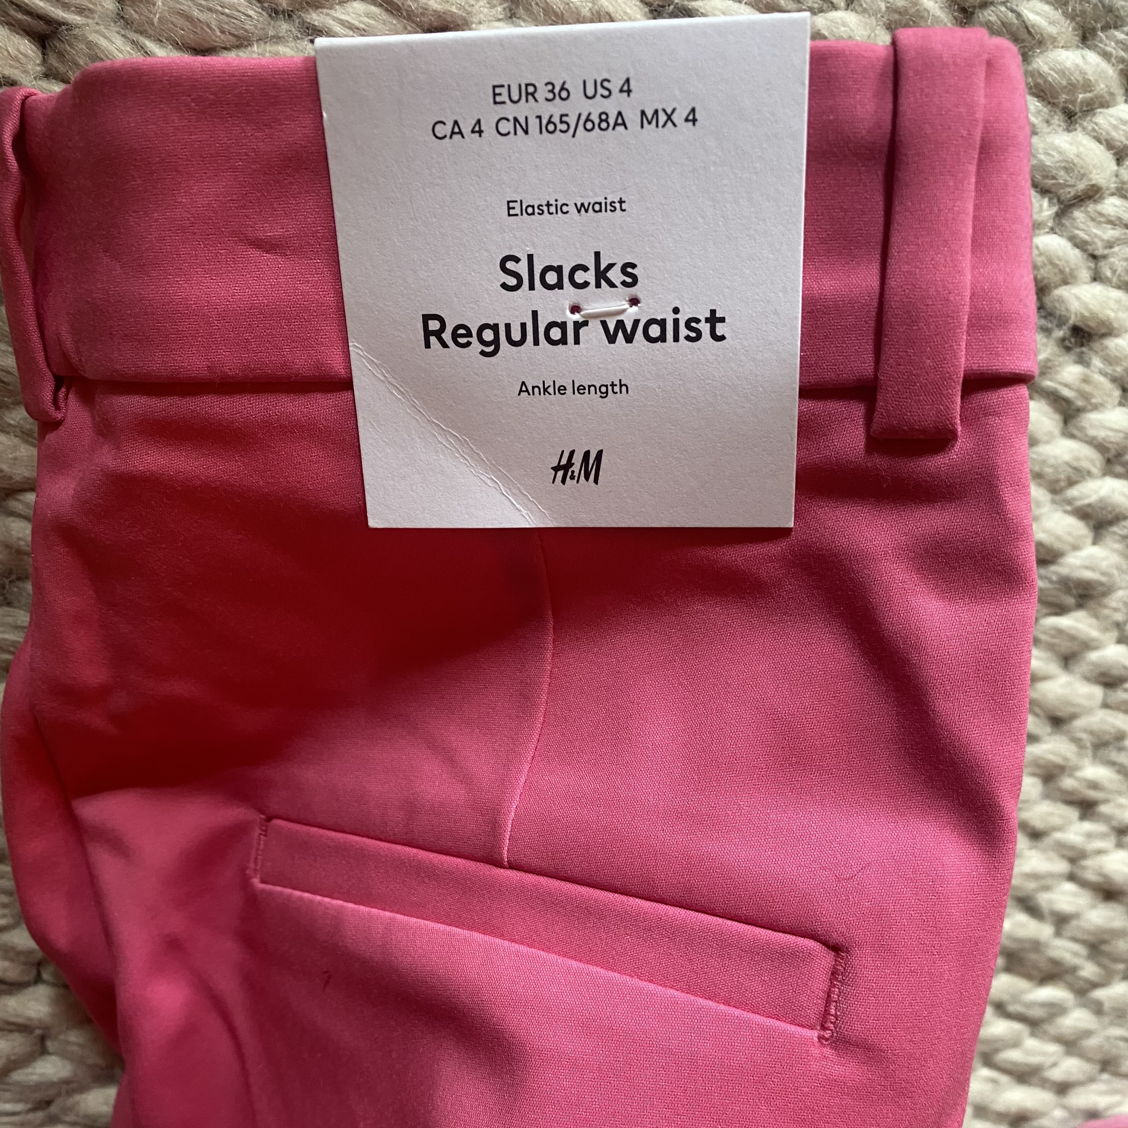 EUR 36 US 4
CA 4 CN 165/68A MX 4
Elastic waist
Slacks
Regular waist
Ankle length
H&M